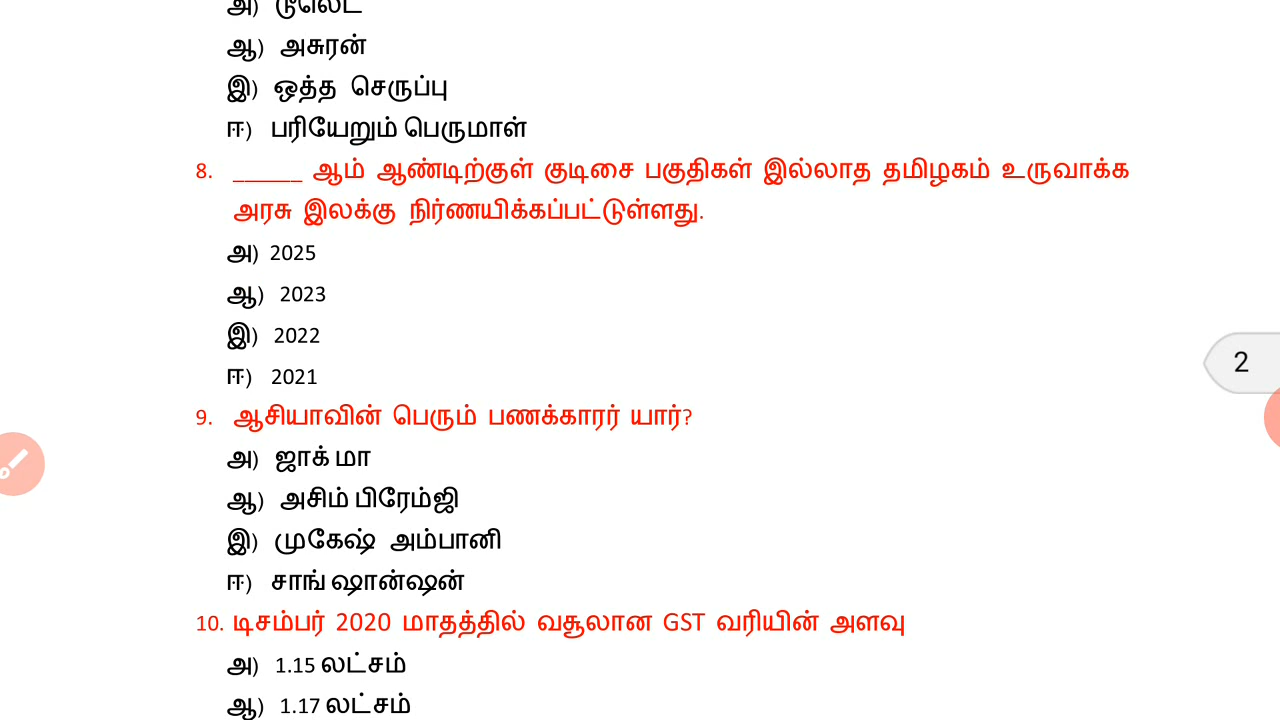 அ) டூலெட்
ஆ) அசுரன்
இ) ஒத்த செருப்பு
ஈ) பரியேறும் பெருமாள்
8. ______ ஆம் ஆண்டிற்குள் குடிசை பகுதிகள் இல்லாத தமிழகம் உருவாக்க
அரசு இலக்கு நிர்ணயிக்கப்பட்டுள்ளது.
அ) 2025
ஆ) 2023
இ) 2022
ஈ) 2021
2
9. ஆசியாவின் பெரும் பணக்காரர் யார்?
அ) ஜாக் மா
ஆ) அசிம் பிரேம்ஜி
இ) முகேஷ் அம்பானி
ஈ) சாங் ஷான்ஷன்
10. டிசம்பர் 2020 மாதத்தில் வசூலான GST வரியின் அளவு
அ) 1.15 லட்சம்
ஆ) 1.17 லட்சம்